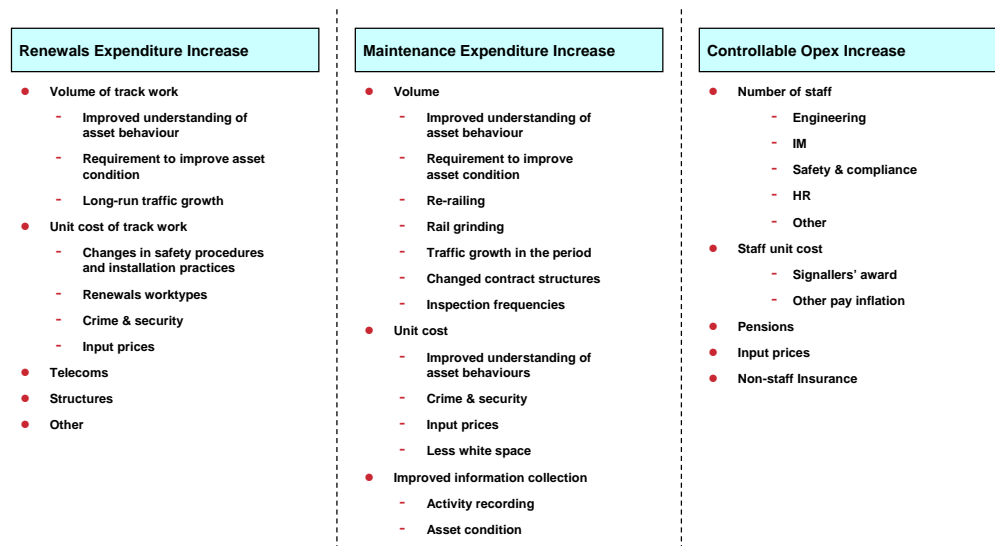 Renewals Expenditure Increase
Volume of track work
Improved understanding of
asset behaviour
Requirement to improve asset
condition
Long-run traffic growth
Unit cost of track work
Changes in safety procedures
and installation practices
Renewals worktypes
Crime & security
Input prices
Telecoms
Structures
Other
Maintenance Expenditure Increase
Volume
Improved understanding of
asset behaviour
Requirement to improve
asset condition
Re-railing
Rail grinding
Traffic growth in the period
Changed contract structures
Inspection frequencies
Unit cost
Improved understanding of
asset behaviours
Crime & security
Input prices
Less white space
Improved information collection
Activity recording
Asset condition
Controllable Opex Increase
Number of staff
Engineering
IM
Safety & compliance
HR
Other
Staff unit cost
Signallers’ award
Other pay inflation
Pensions
Input prices
Non-staff Insurance